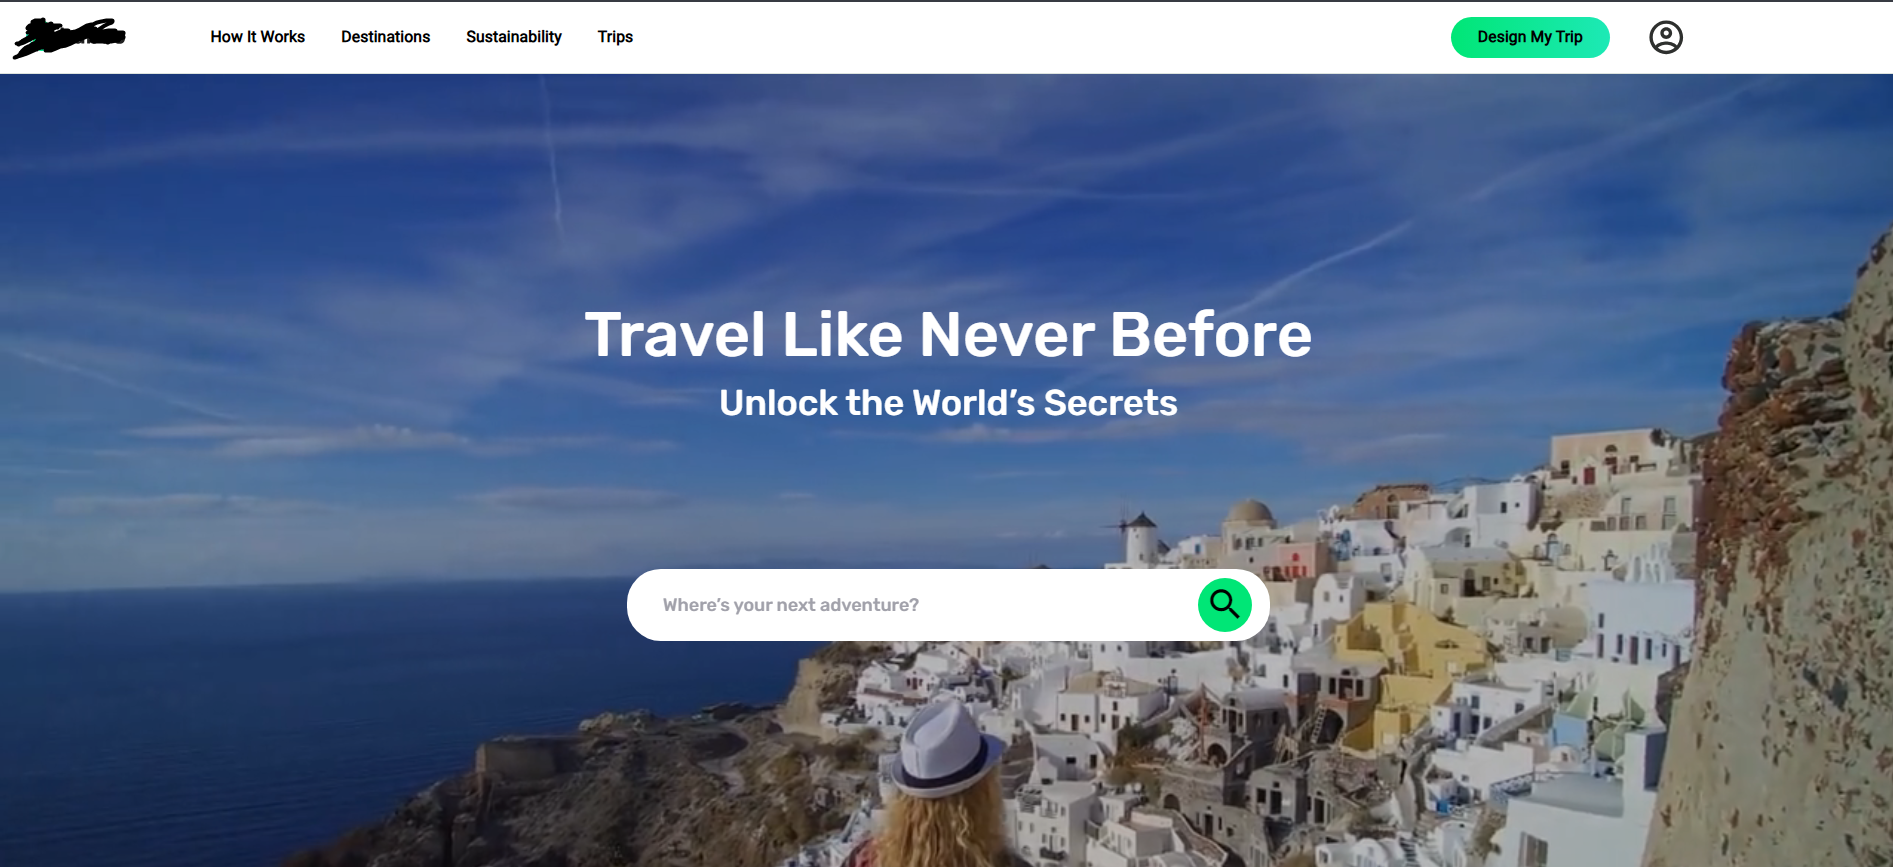 How It Works Destinations Sustainability Trips Design My Trip
Travel Like Never Before
Unlock the World’s Secrets
Where’s your next adventure?